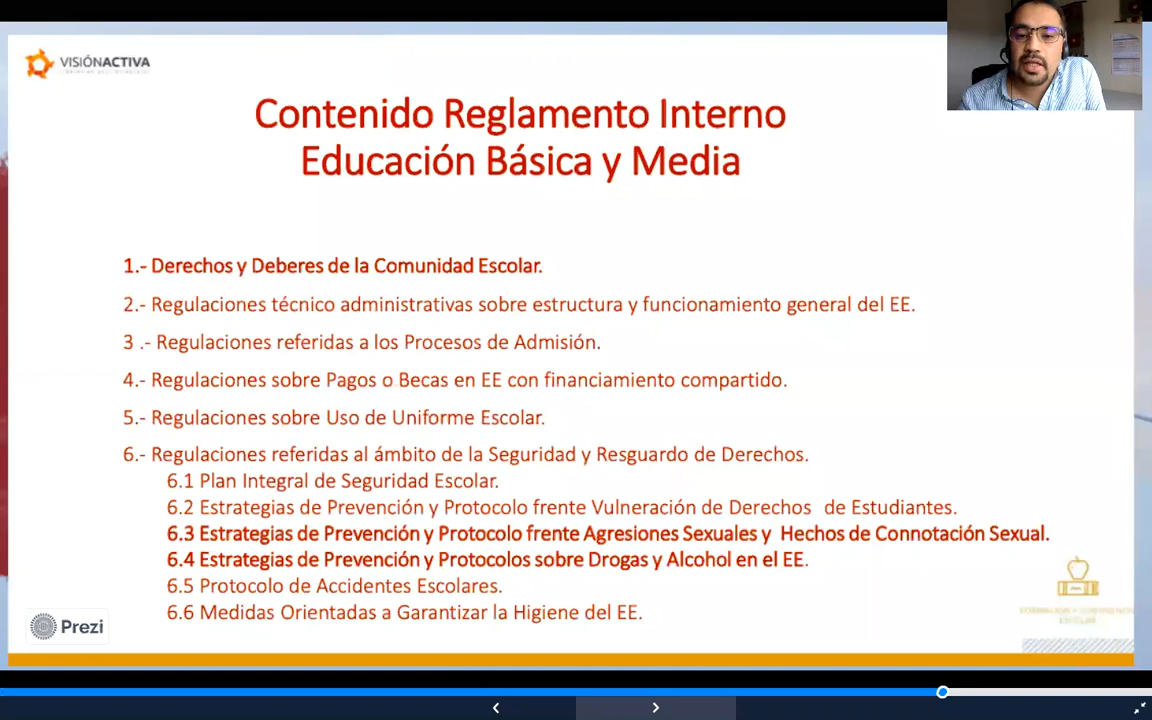 VISIÓNACTIVA
Contenido Reglamento Interno
Educación Básica y Media
1.- Derechos y Deberes de la Comunidad Escolar.
2.- Regulaciones técnico administrativas sobre estructura y funcionamiento general del EE.
3 .- Regulaciones referidas a los Procesos de Admisión.
4.- Regulaciones sobre Pagos o Becas en EE con financiamiento compartido.
5.- Regulaciones sobre Uso de Uniforme Escolar.
6.- Regulaciones referidas al ámbito de la Seguridad y Resguardo de Derechos.
6.1 Plan Integral de Seguridad Escolar.
6.2 Estrategias de Prevención y Protocolo frente Vulneración de Derechos de Estudiantes.
6.3 Estrategias de Prevención y Protocolo frente Agresiones Sexuales y Hechos de Connotación Sexual.
6.4 Estrategias de Prevención y Protocolos sobre Drogas y Alcohol en el EE.
6.5 Protocolo de Accidentes Escolares.
6.6 Medidas Orientadas a Garantizar la Higiene del EE.
Prezi